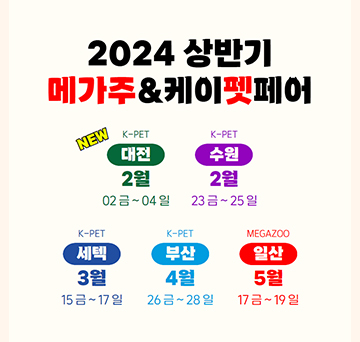 2024 상반기
메가주&케이펫페어
NEW
K-PET
대전
2월
02 금 ~ 04 일
K-PET
수원
2월
23 금 ~ 25 일
K-PET
세텍
3월
15 금 ~ 17 일
K-PET
부산
4월
26 금 ~ 28 일
MEGAZOO
일산
5월
17 금 ~ 19 일